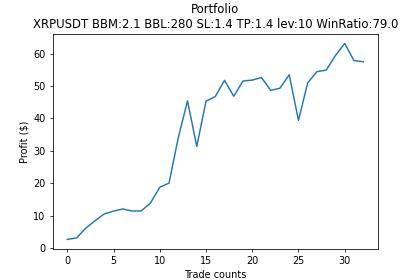 Portfolio
XRPUSDT BBM:2.1 BBL:280 SL:1.4 TP:1.4 lev:10 WinRatio:79.0
60
50
40
30
20
10
0
Profit ($)
0 5 10 15 20 25 30
Trade counts